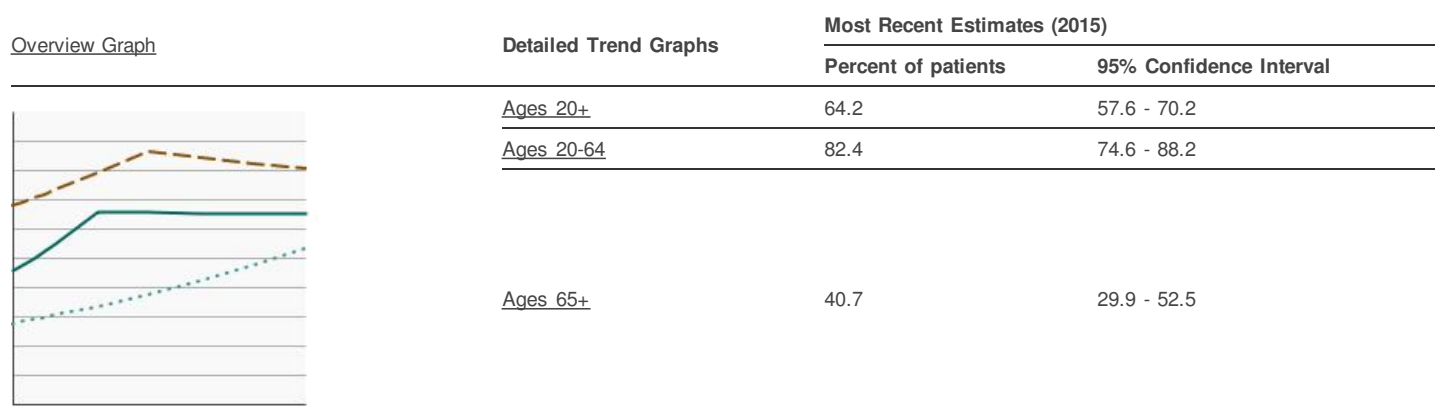 Overview Graph
Detailed Trend Graphs
Most Recent Estimates (2015)
Percent of patients 95% Confidence Interval
Ages 20+ 64.2 57.6 - 70.2
Ages 20-64 82.4 74.6 - 88.2
Ages 65+ 40.7 29.9 - 52.5